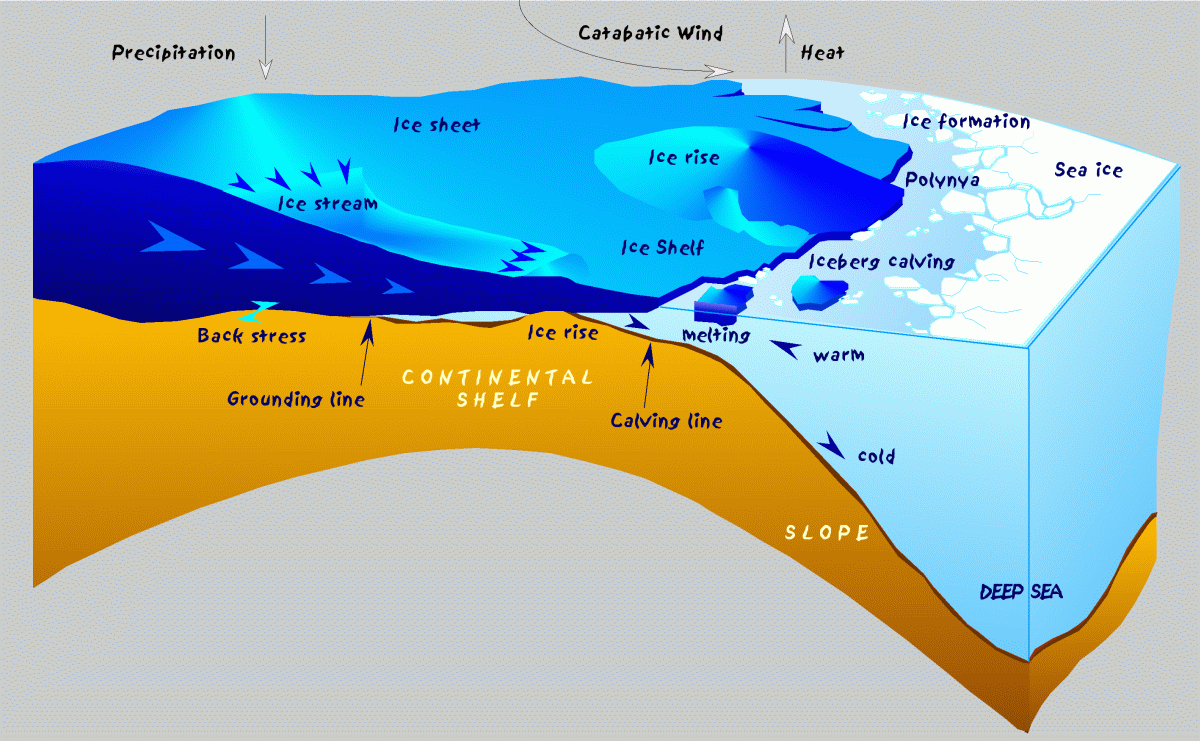 Precipitation
Catabatic Wind
Heat
Ice sheet
Ice formation
Ice rise
Sea ice
Polynya
Ice stream
Ice Shelf
Iceberg calving
Back stress
Ice rise
melting
warm
Grounding line
CONTINENTAL
SHELF
Calving line
cold
SLOPE
DEEP SEA